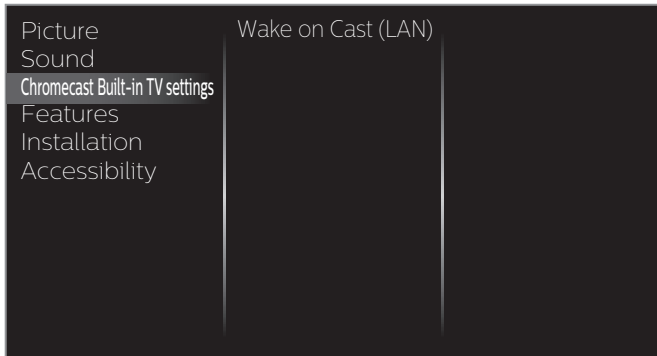 Picture
Sound
Chromecast Built-in TV settings
Features
Installation
Accessibility
Wake on Cast (LAN)